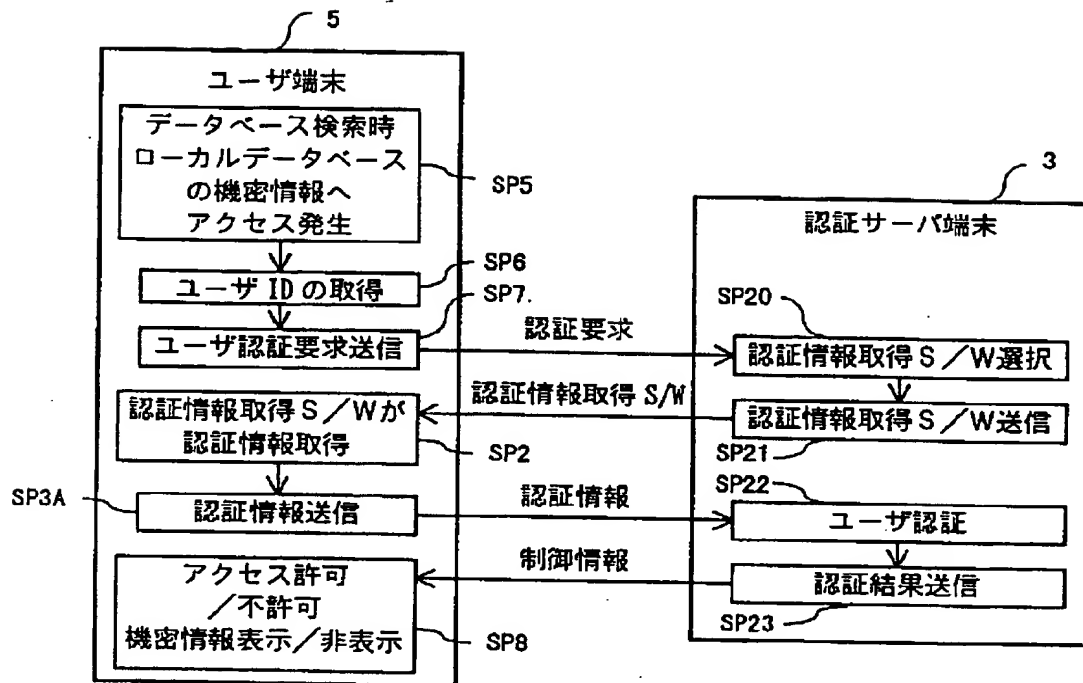 5
ユーザ端末
データベース検索時
ローカルデータベース
の機密情報へ
アクセス発生
SP5
ユーザIDの取得
SP6
ユーザ認証要求送信
SP7.
認証要求
3
認証サーバ端末
SP20
認証情報取得S/W選択
認証情報取得S/W
認証情報取得S/W送信
SP21
認証情報取得S/Wが
認証情報取得
SP2
SP3A
認証情報送信
認証情報
SP22
ユーザ認証
制御情報
認証結果送信
SP23
アクセス許可
/不許可
機密情報表示/非表示
SP8